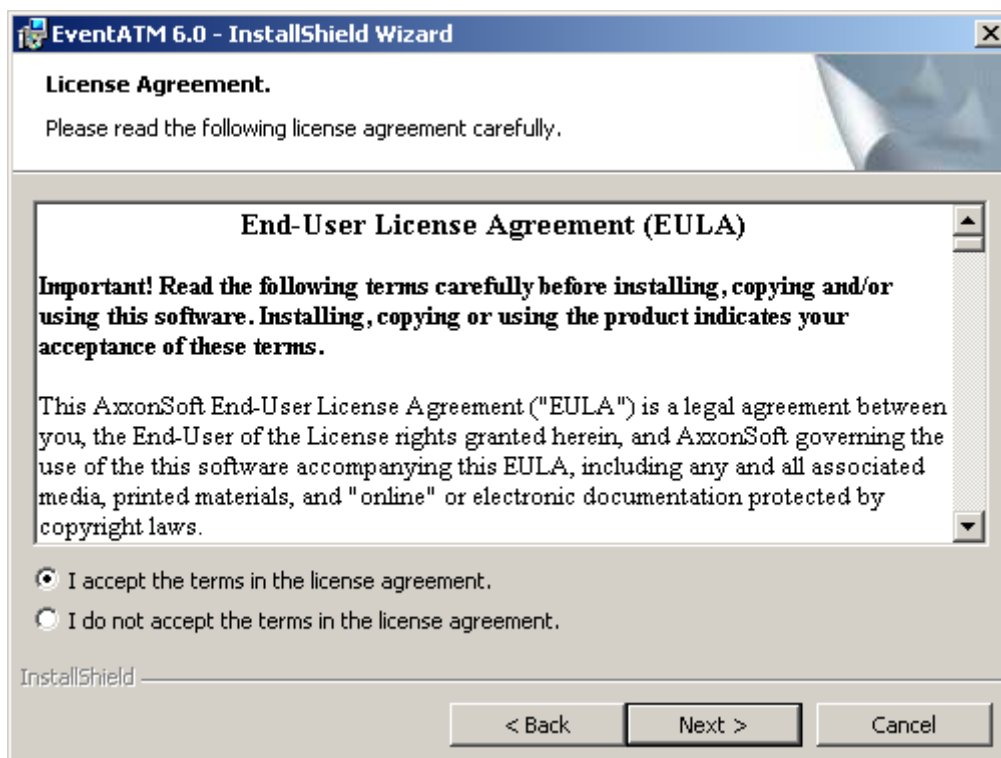 EventATM 6.0 - InstallShield Wizard
License Agreement.
Please read the following license agreement carefully.
End-User License Agreement (EULA)
Important! Read the following terms carefully before installing, copying and/or
using this software. Installing, copying or using the product indicates your
acceptance of these terms.
This AxxonSoft End-User License Agreement ("EULA") is a legal agreement between
you, the End-User of the License rights granted herein, and AxxonSoft governing the
use of the this software accompanying this EULA, including any and all associated
media, printed materials, and "online" or electronic documentation protected by
copyright laws.
I accept the terms in the license agreement.
I do not accept the terms in the license agreement.
InstallShield
< Back Next > Cancel